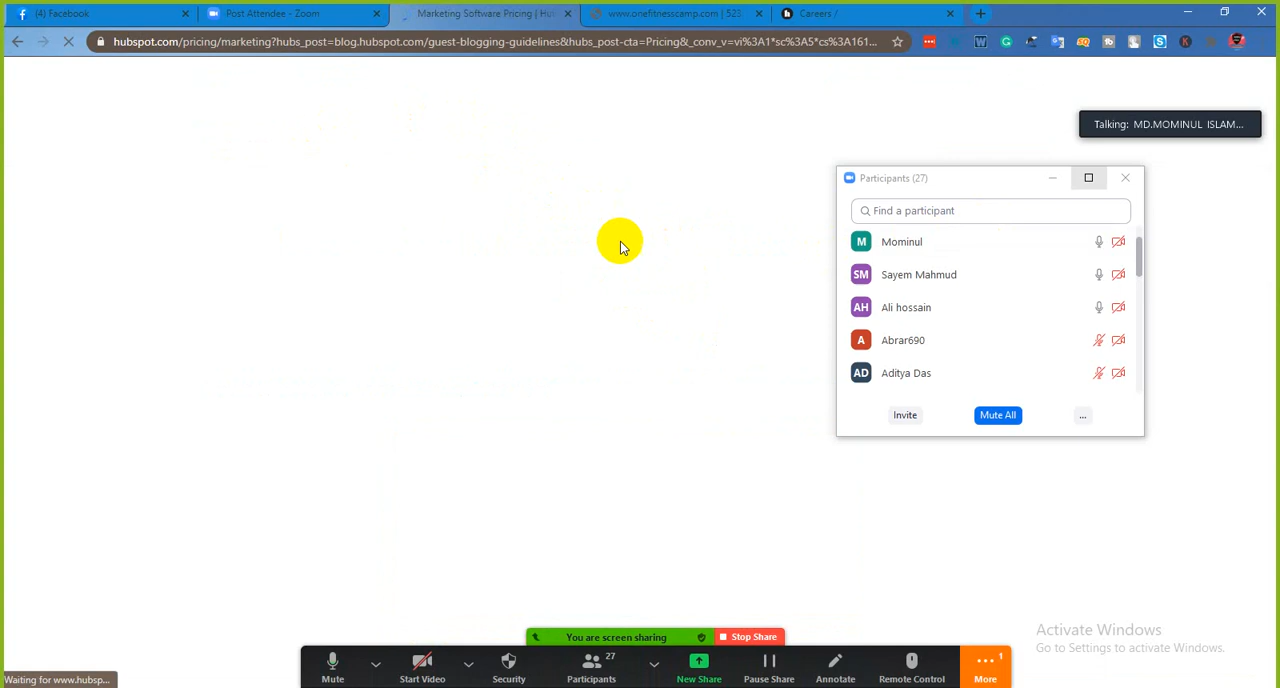 (4) Facebook
Post Attendee - Zoom
Marketing Software Pricing | Hu
www.onefitnesscamp.com | 523
Careers /
hubspot.com/pricing/marketing?hubs_post=blog.hubspot.com/guest-blogging-guidelines&hubs_post-cta=Pricing&_conv_v=vi%3A1*sc%3A5*cs%3A161...
Talking: MD.MOMINUL ISLAM...
Participants (27)
Find a participant
M Mominul
SM Sayem Mahmud
AH Ali hossain
A Abrar690
AD Aditya Das
Invite
Mute All
...
You are screen sharing
Stop Share
Activate Windows
Go to Settings to activate Windows.
27
1
Mute
Start Video
Security
Participants
New Share
Pause Share
Annotate
Remote Control
More
Waiting for www.hubsp...